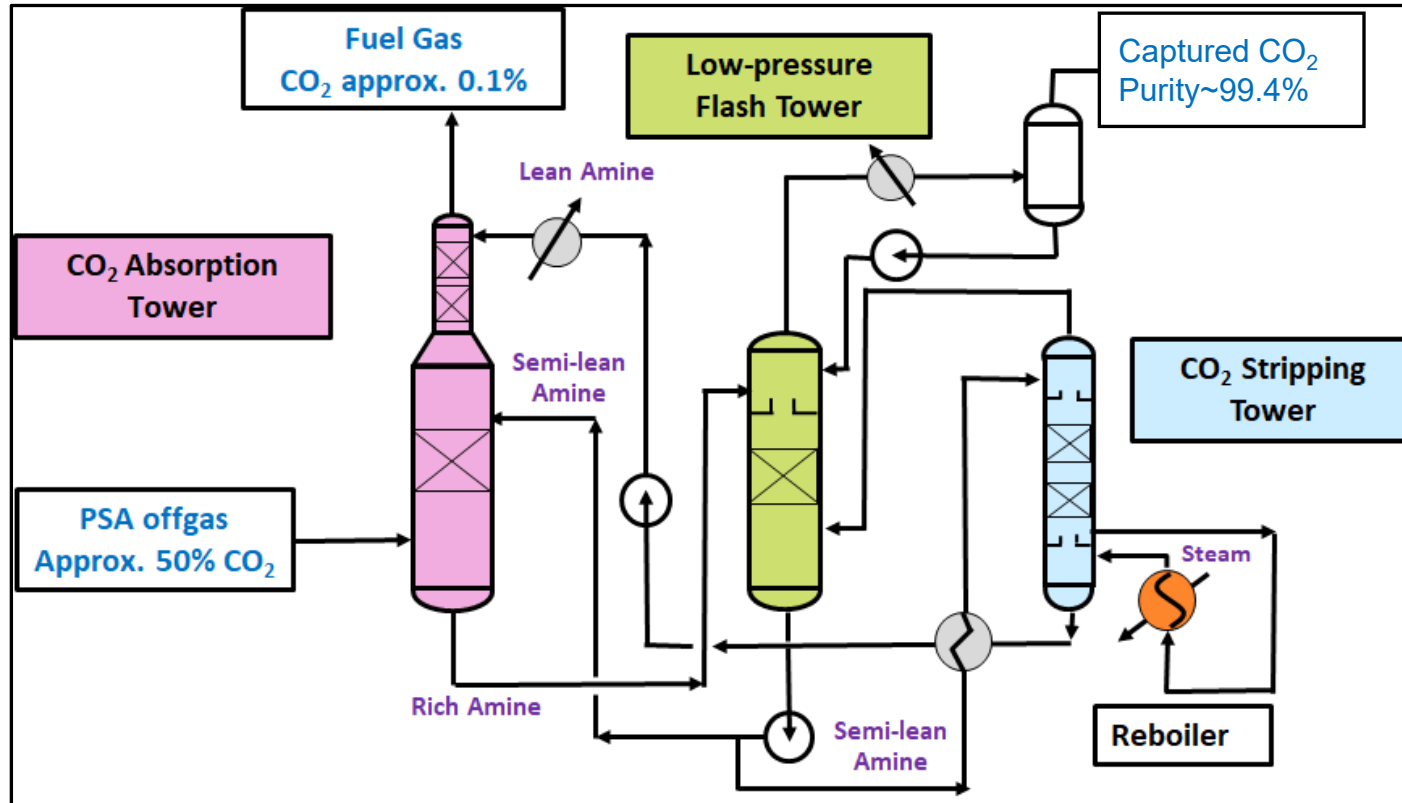 Fuel Gas
CO₂ approx. 0.1%
Low-pressure
Flash Tower
Captured CO₂
Purity~99.4%
Lean Amine
CO₂ Absorption
Tower
Semi-lean
Amine
CO₂ Stripping
Tower
PSA offgas
Approx. 50% CO₂
Steam
Rich Amine
Semi-lean
Amine
Reboiler